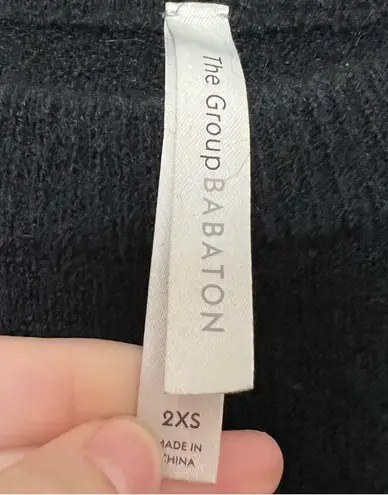 The Group BABATON
2XS
MADE IN
CHINA